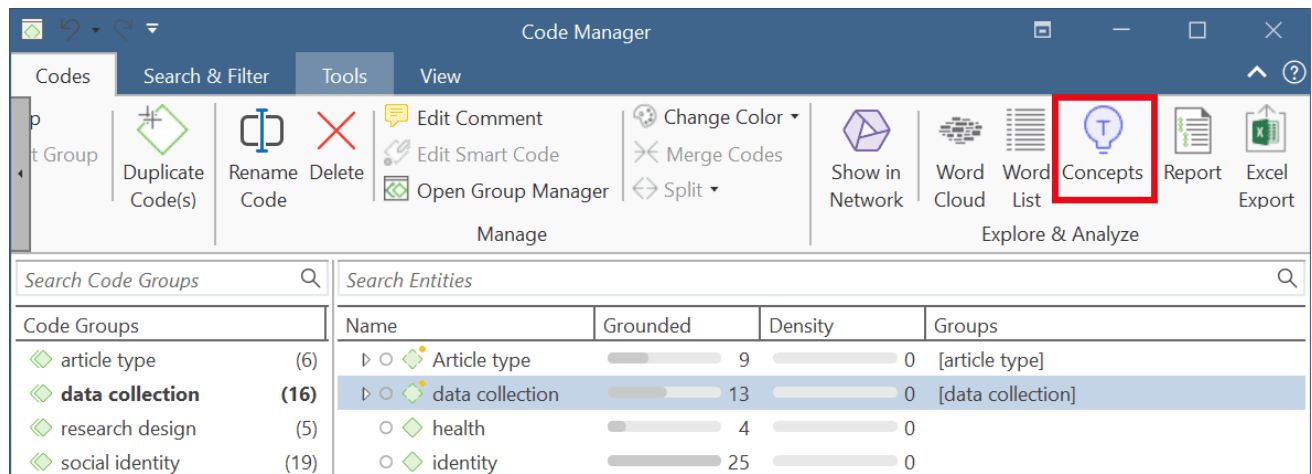 Code Manager
Codes Search & Filter Tools View
p
t Group
Duplicate
Code(s)
Rename
Code
Delete
Edit Comment
Edit Smart Code
Open Group Manager
Change Color
Merge Codes
Split
Manage
Show in
Network
Word
Cloud
Word
List
T
Concepts
Report
Excel
Export
Explore & Analyze
Search Code Groups
Search Entities
Code Groups
Name Grounded Density Groups
article type (6)
Article type 9 0 [article type]
data collection (16)
data collection 13 0 [data collection]
research design (5)
health 4 0
social identity (19)
identity 25 0